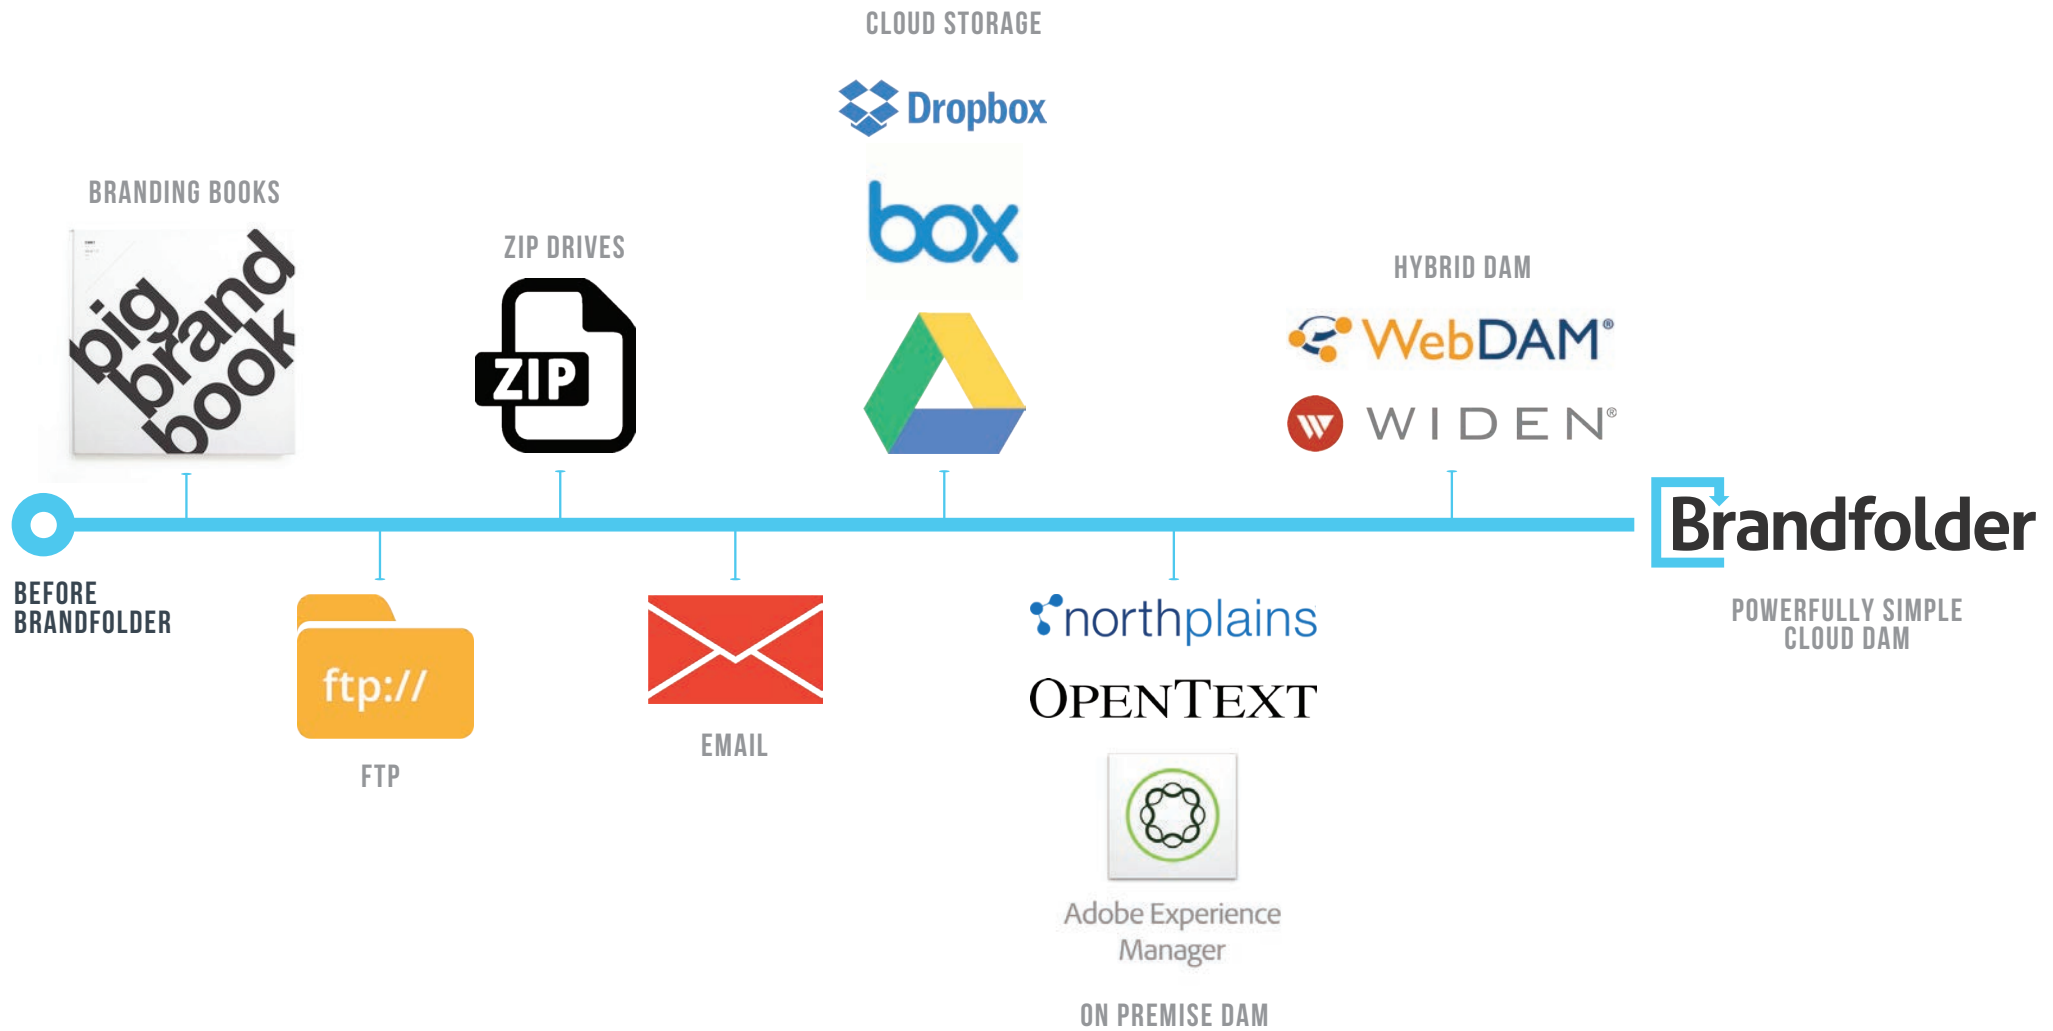 CLOUD STORAGE
Dropbox
box
BRANDING BOOKS
big
brand
book
ZIP DRIVES
ZIP
HYBRID DAM
WebDAM®
WIDEN®
Brandfolder
POWERFULLY SIMPLE
CLOUD DAM
BEFORE
BRANDFOLDER
ftp://
FTP
EMAIL
northplains
OPENTEXT
Adobe Experience
Manager
ON PREMISE DAM